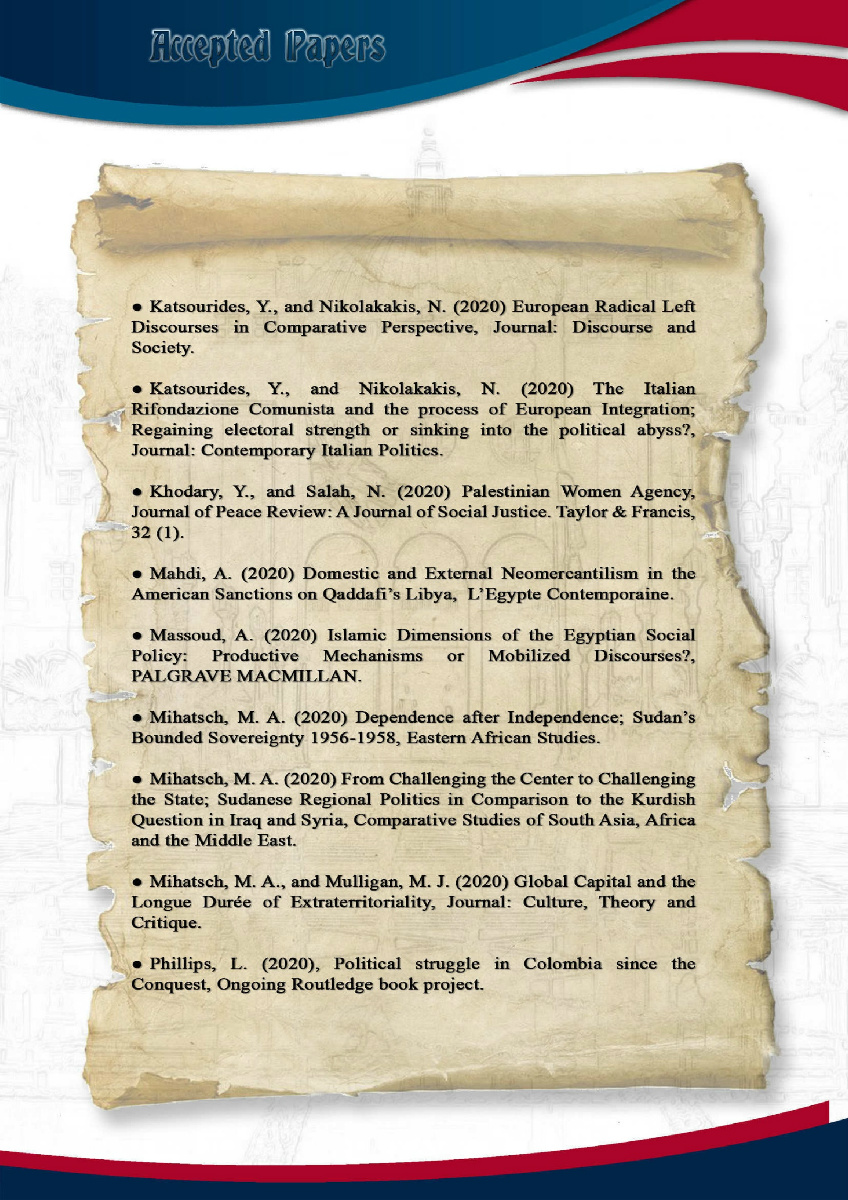 Accepted Papers
● Katsourides, Y., and Nikolakakis, N. (2020) European Radical Left
Discourses in Comparative Perspective, Journal: Discourse and
Society.
● Katsourides, Y., and Nikolakakis, N. (2020) The Italian
Rifondazione Comunista and the process of European Integration;
Regaining electoral strength or sinking into the political abyss?,
Journal: Contemporary Italian Politics.
● Khodary, Y., and Salah, N. (2020) Palestinian Women Agency,
Journal of Peace Review: A Journal of Social Justice. Taylor & Francis,
32 (1).
● Mahdi, A. (2020) Domestic and External Neomercantilism in the
American Sanctions on Qaddafi's Libya, L'Egypte Contemporaine.
● Massoud, A. (2020) Islamic Dimensions of the Egyptian Social
Policy: Productive Mechanisms or Mobilized Discourses?,
PALGRAVE MACMILLAN.
● Mihatsch, M. A. (2020) Dependence after Independence; Sudan's
Bounded Sovereignty 1956-1958, Eastern African Studies.
● Mihatsch, M. A. (2020) From Challenging the Center to Challenging
the State; Sudanese Regional Politics in Comparison to the Kurdish
Question in Iraq and Syria, Comparative Studies of South Asia, Africa
and the Middle East.
● Mihatsch, M. A., and Mulligan, M. J. (2020) Global Capital and the
Longue Durée of Extraterritoriality, Journal: Culture, Theory and
Critique.
● Phillips, L. (2020), Political struggle in Colombia since the
Conquest, Ongoing Routledge book project.